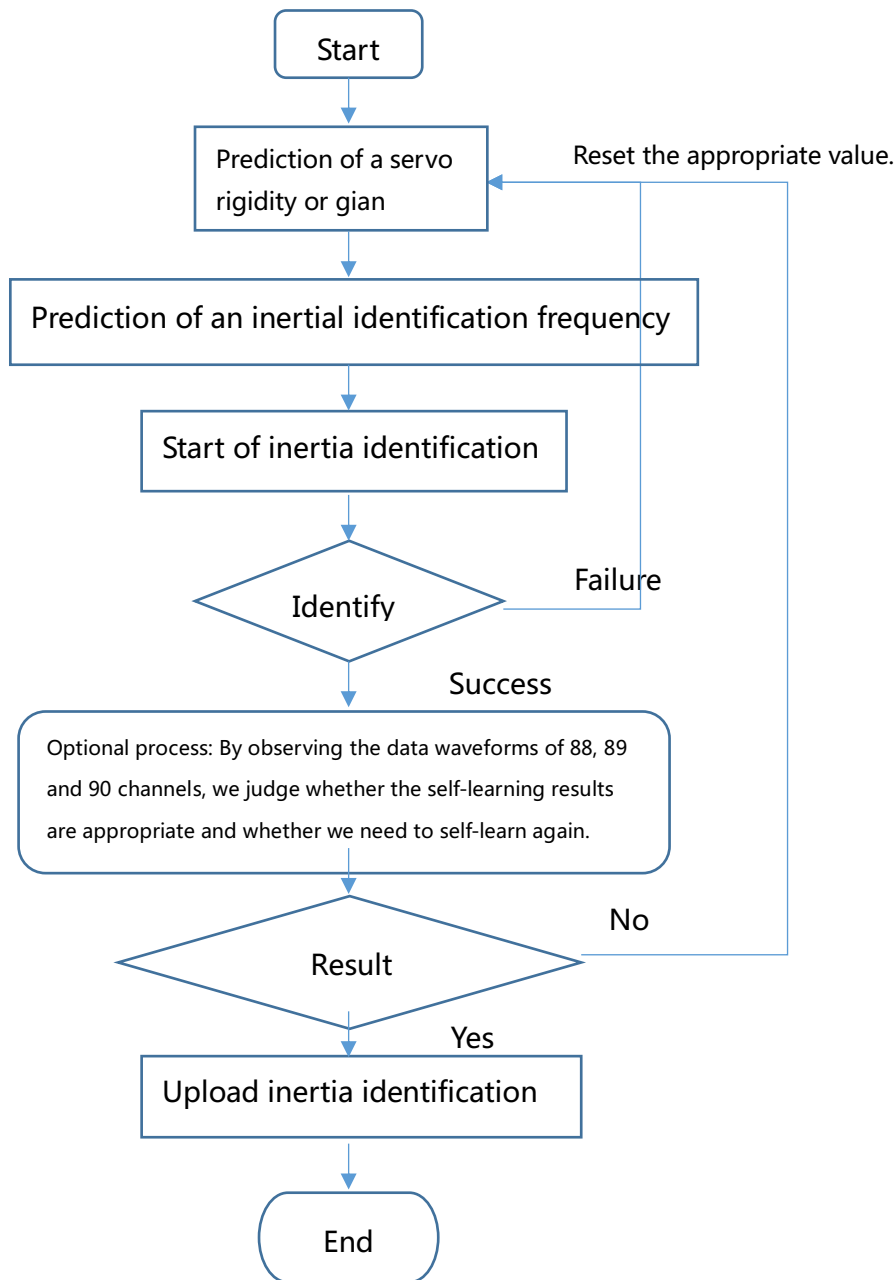 Start
Prediction of a servo
rigidity or gian
Reset the appropriate value.
Prediction of an inertial identification frequency
Start of inertia identification
Identify
Failure
Success
Optional process: By observing the data waveforms of 88, 89
and 90 channels, we judge whether the self-learning results
are appropriate and whether we need to self-learn again.
No
Result
Yes
Upload inertia identification
End